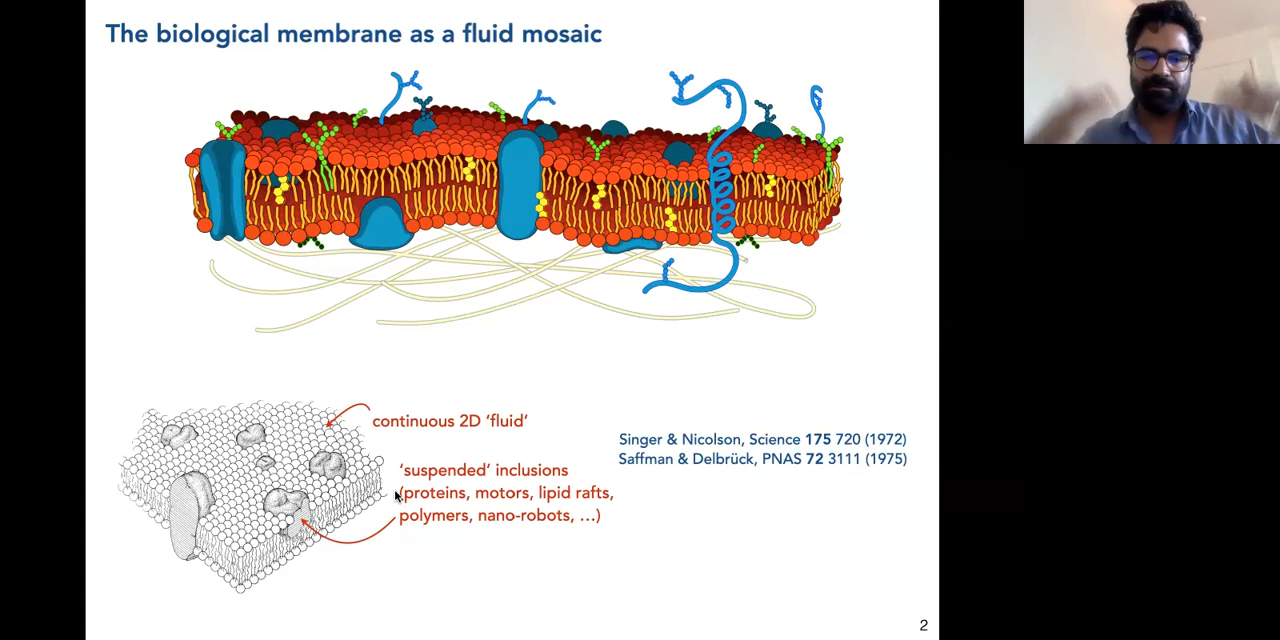 The biological membrane as a fluid mosaic
continuous 2D ‘fluid’
‘suspended’ inclusions
(proteins, motors, lipid rafts,
polymers, nano-robots, …)
Singer & Nicolson, Science 175 720 (1972)
Saffman & Delbrück, PNAS 72 3111 (1975)
2